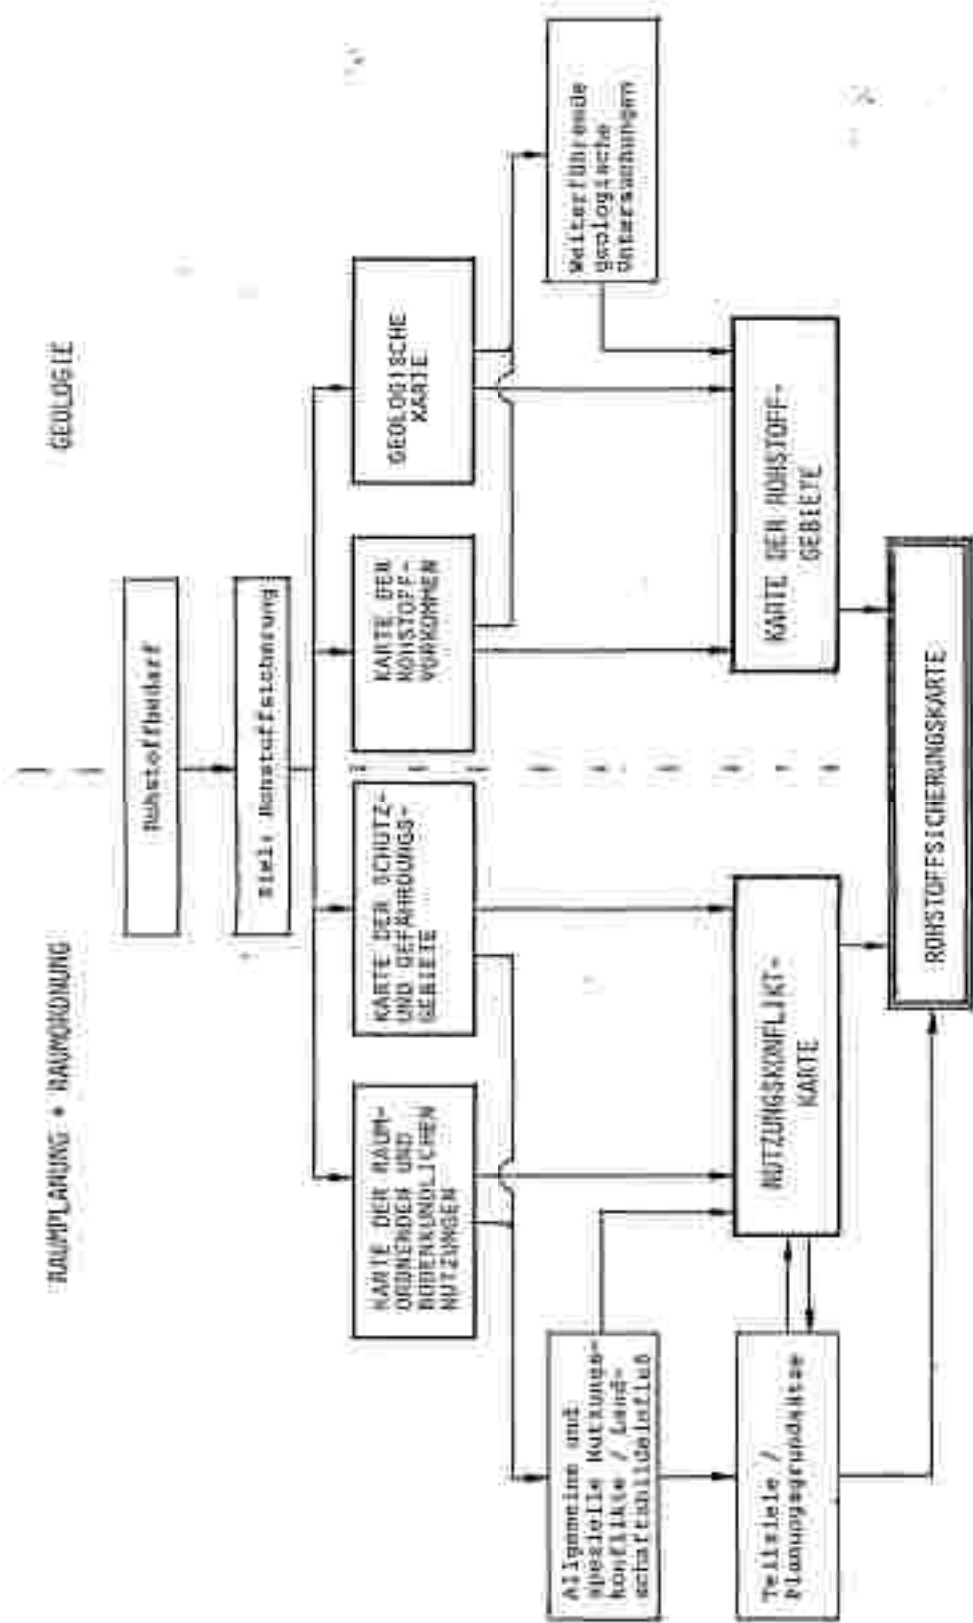 RAUMPLANUNG + RAUMORDNUNG
GEOLOGIE
Rohstoffbedarf
Ziel: Rohstoffsicherung
KARTE DER RAUM-
ORDNENDEN UND
BODENKUNDLICHEN
NUTZUNGEN
KARTE DER SCHUTZ-
UND GEFÄHRDUNGS-
GEBIETE
KARTE DER
ROHSTOFF-
VORKOMMEN
GEOLOGISCHE
KARTE
Allgemeine und
spezielle Nutzungs-
konflikte / Land-
schaftsbildeinfluß
Weiterführende
geologische
Untersuchungen
Teilziele /
Planungsgrundsätze
NUTZUNGSKONFLIKT-
KARTE
KARTE DER ROHSTOFF-
GEBIETE
ROHSTOFFSICHERUNGSKARTE